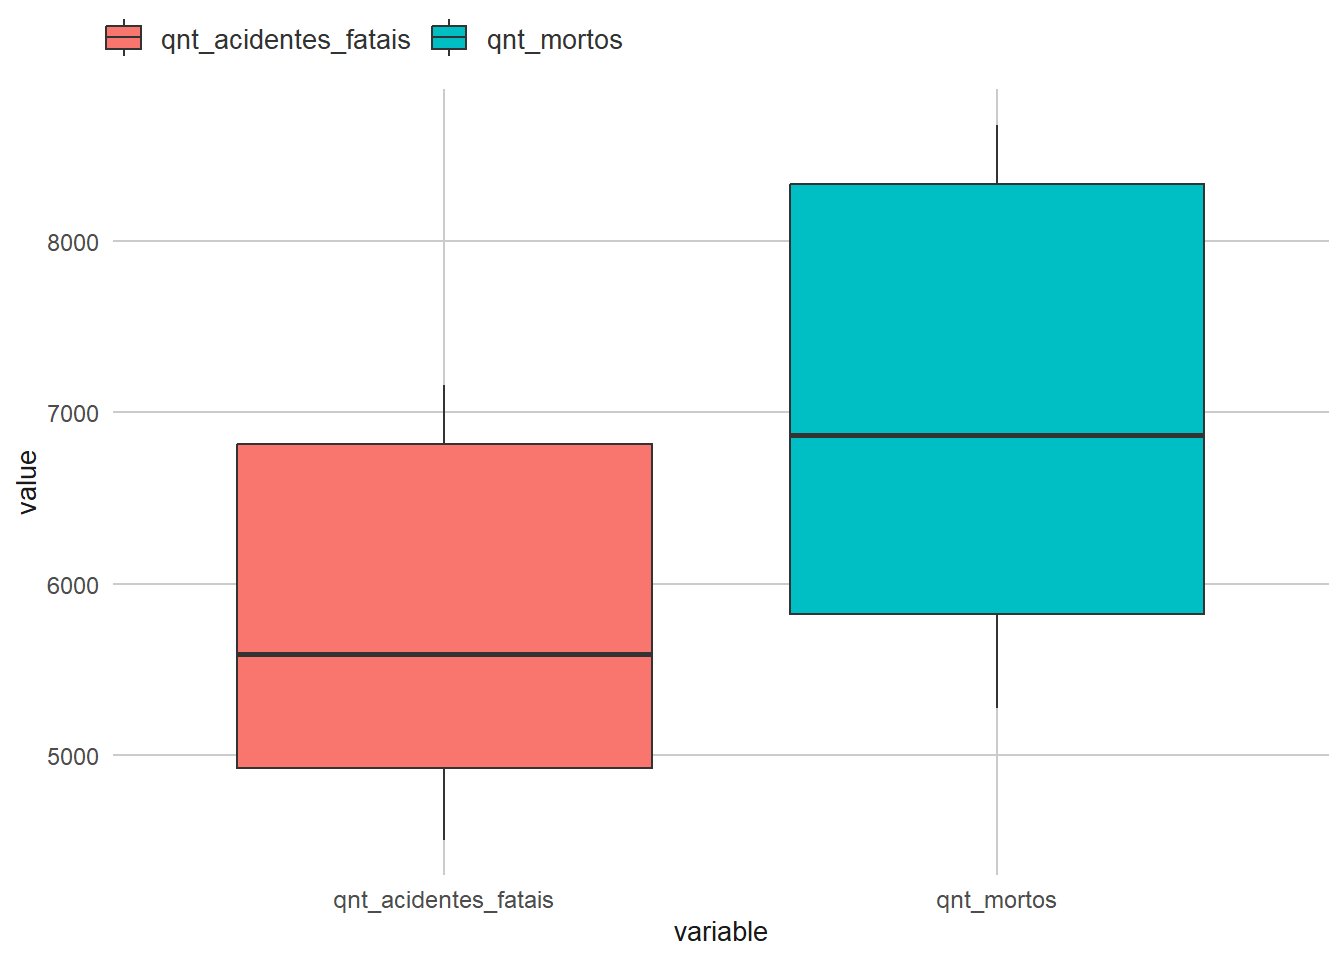 qnt_acidentes_fatais qnt_mortos
8000
7000
6000
5000
value
qnt_acidentes_fatais qnt_mortos
variable